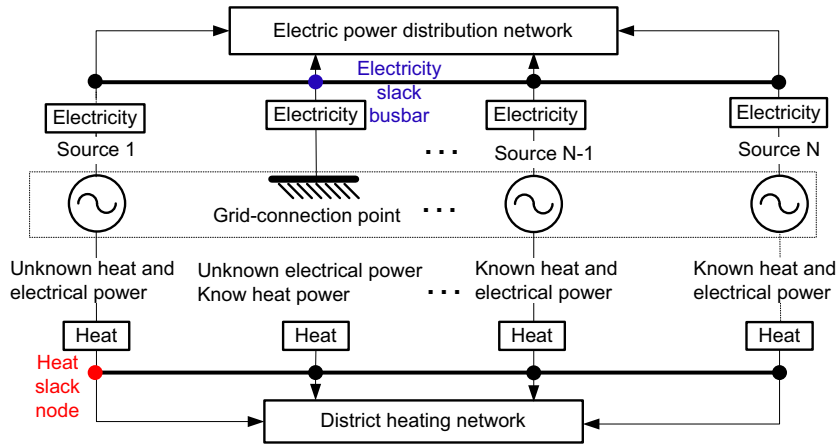 Electric power distribution network
Electricity
slack
busbar
Electricity
Electricity
Electricity
Electricity
Source 1
...
Source N-1
Source N
Grid-connection point
...
Unknown heat and
electrical power
Unknown electrical power
Know heat power
...
Known heat and
electrical power
Known heat and
electrical power
Heat
Heat
Heat
Heat
Heat
slack
node
District heating network